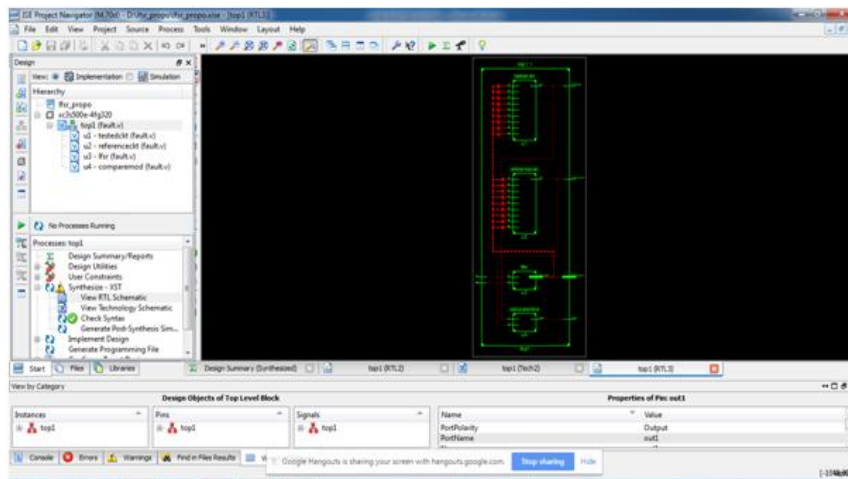 ISE Project Navigator (M.70d) - D:\lfsr_propo\lfsr_propo.xise - [top1 (RTL3)]
File Edit View Project Source Process Tools Window Layout Help
Design
View: Implementation Simulation
Hierarchy
lfsr_propo
xc3s500e-4fg320
top1 (fault.v)
u1 - testedckt (fault.v)
u2 - referenceckt (fault.v)
u3 - lfsr (fault.v)
u4 - comparemod (fault.v)
No Processes Running
Processes: top1
Design Summary/Reports
Design Utilities
User Constraints
Synthesize - XST
View RTL Schematic
View Technology Schematic
Check Syntax
Generate Post-Synthesis Sim...
Implement Design
Generate Programming File
Start Files Libraries
Design Summary (Synthesized) top1 (RTL2) top1 (Tech2) top1 (RTL3)
View by Category
Design Objects of Top Level Block Properties of Pin: out1
Instances Pins Signals Name Value
top1 top1 top1 PortPolarity Output
PortName out1
Console Errors Warnings Find in Files Results
Google Hangouts is sharing your screen with hangouts.google.com. Stop sharing Hide